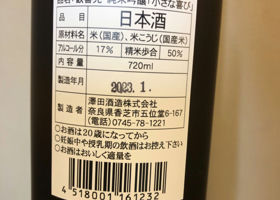 品名:歓喜光 純米吟醸「小さな喜び」
日本酒
原材料名 米(国産)、米こうじ(国産米)
アルコール分 17% 精米歩合 50%
720ml
製造年月 2023.1.
製造者 澤田酒造株式会社
奈良県香芝市五位堂6-167
(電話)0745-78-1221
○お酒は20歳になってから
○妊娠中や授乳期の飲酒はお控え下さい
○お酒はおいしく適量を
4 518001 161232